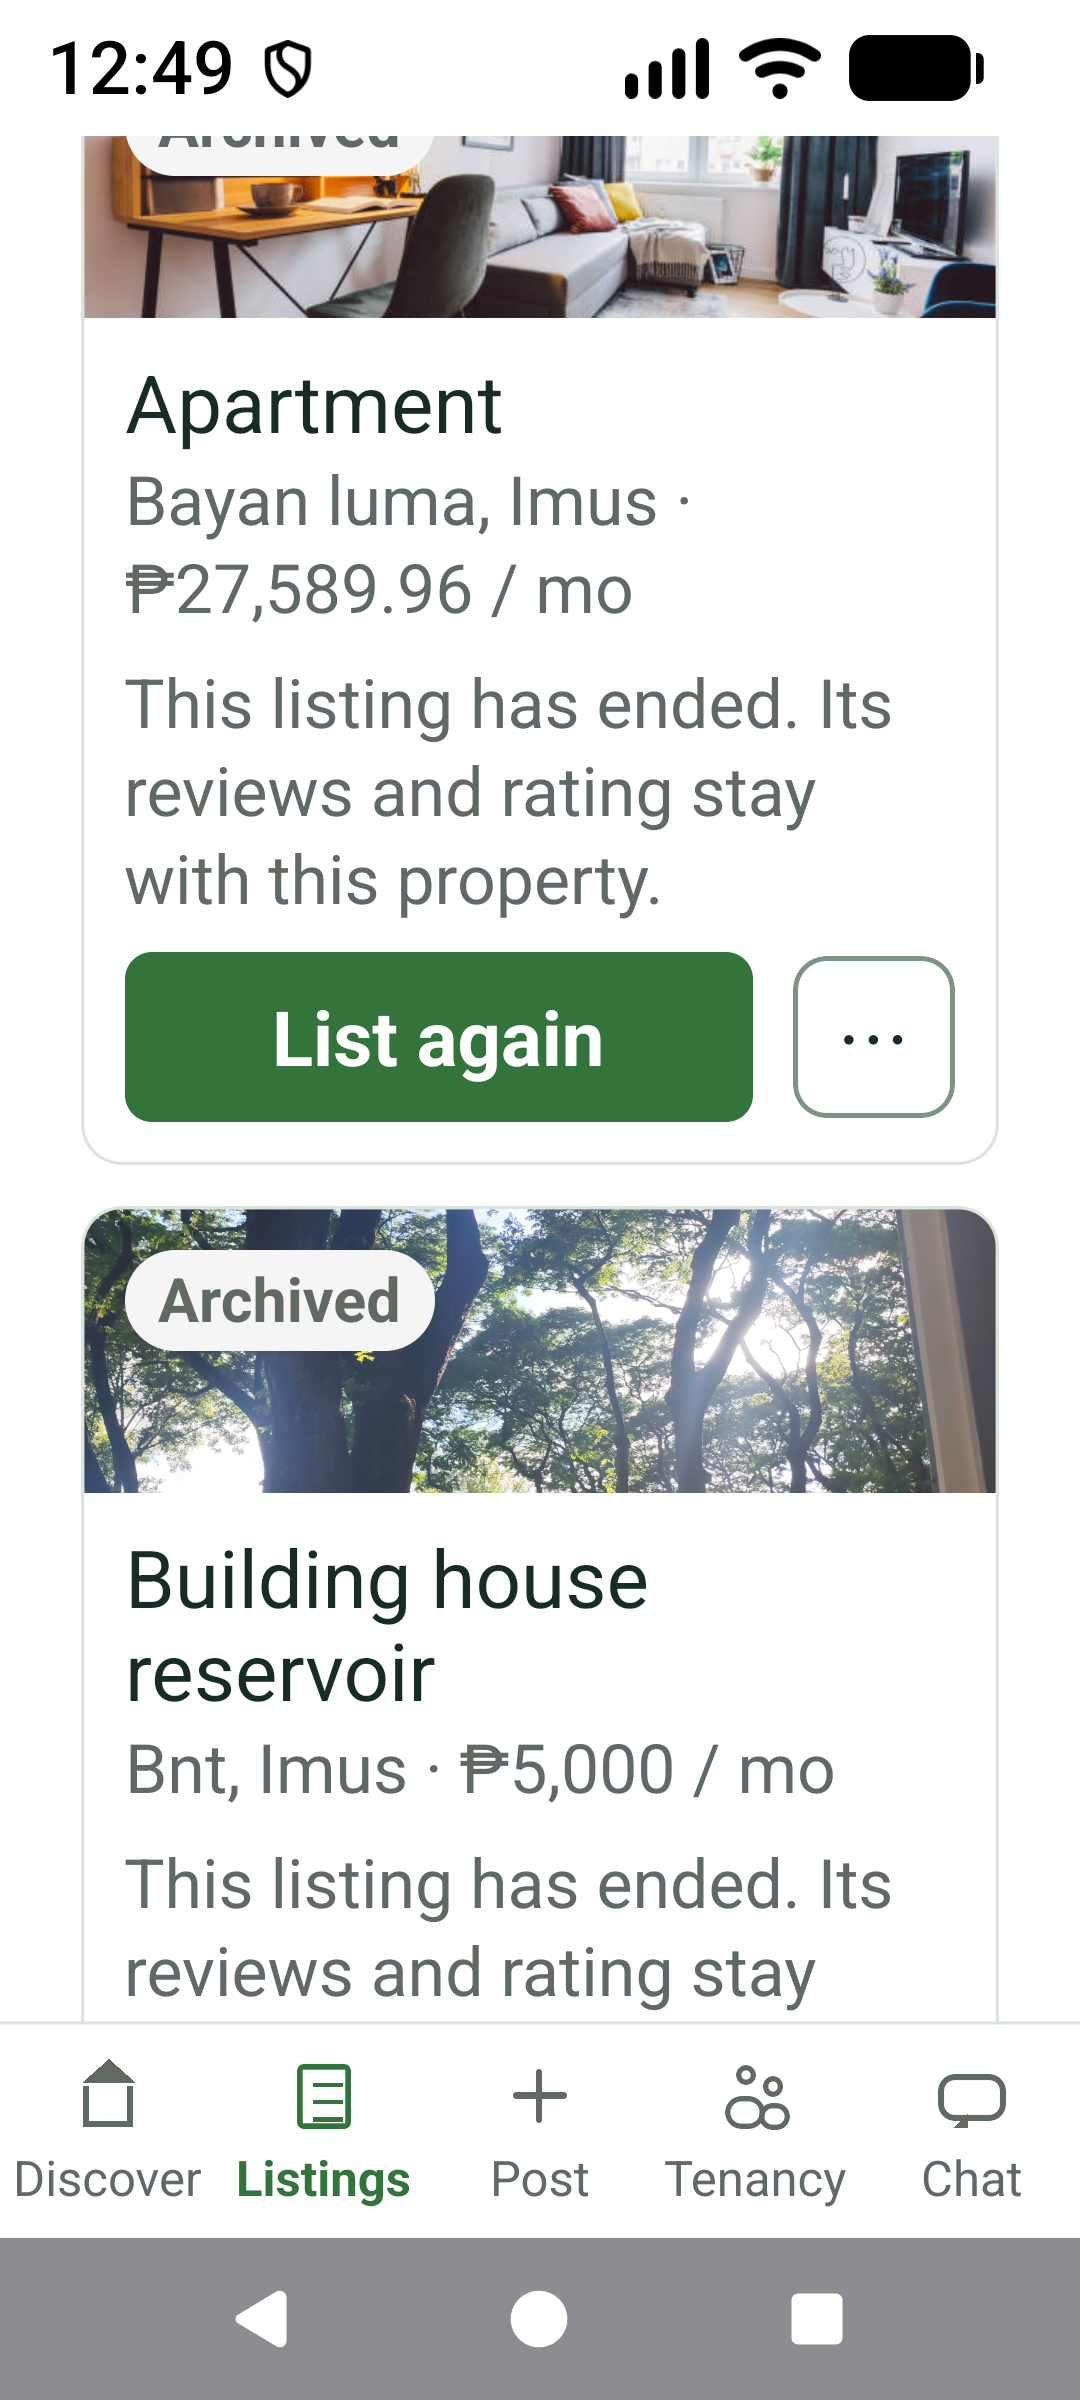 12:49
Archived
Apartment
Bayan luma, Imus ·
₱27,589.96 / mo
This listing has ended. Its
reviews and rating stay
with this property.
List again
Archived
Building house
reservoir
Bnt, Imus · ₱5,000 / mo
This listing has ended. Its
reviews and rating stay
Discover
Listings
Post
Tenancy
Chat